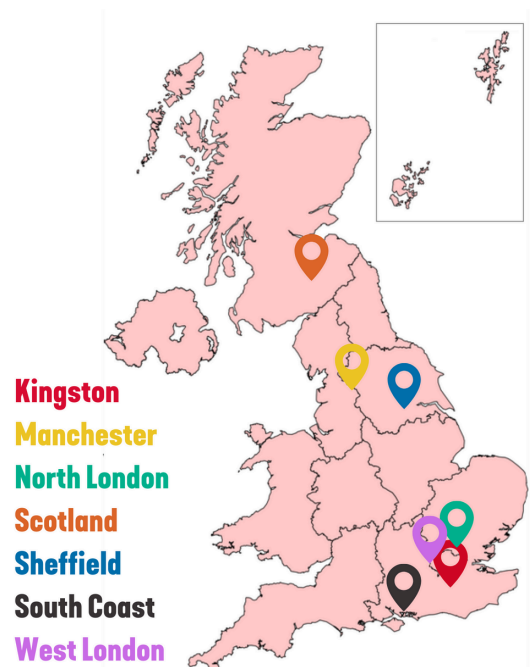 Kingston
Manchester
North London
Scotland
Sheffield
South Coast
West London